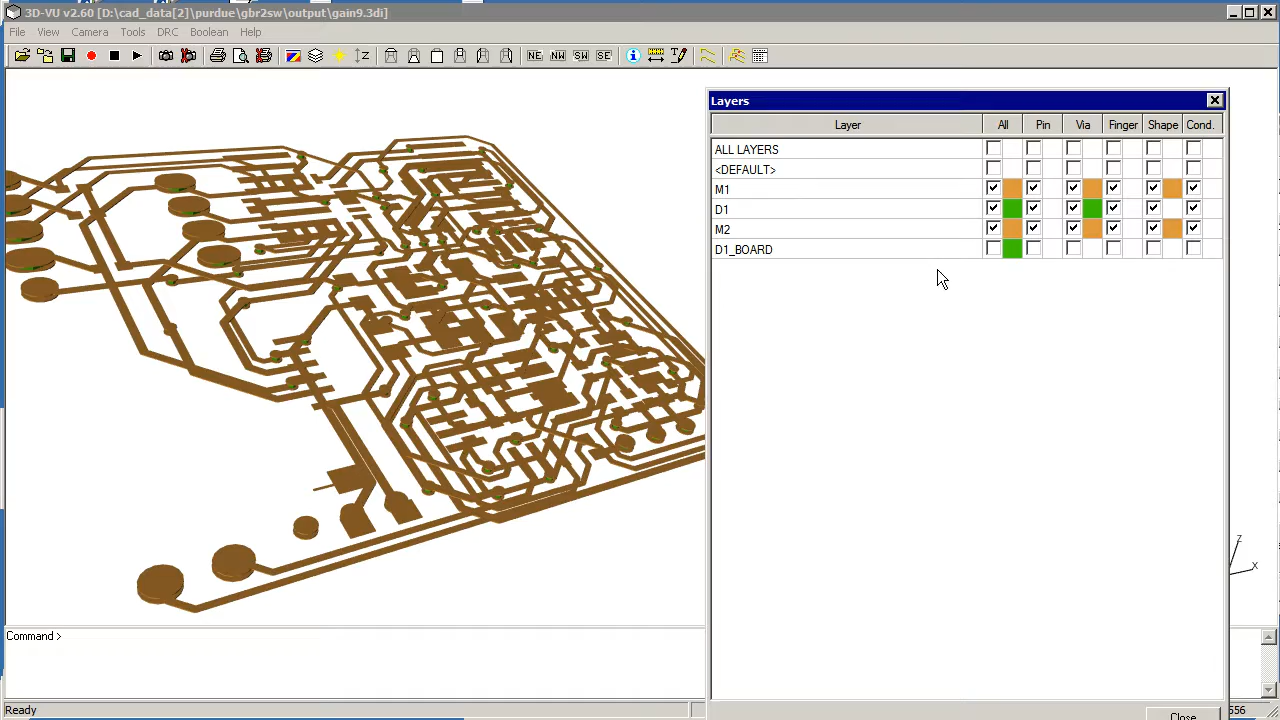 3D-VU v2.60 [D:\cad_data[2]\purdue\gbr2sw\output\gain9.3di]
File View Camera Tools DRC Boolean Help
Z NE NW SW SE
Layers
Layer All Pin Via Finger Shape Cond.
ALL LAYERS
<DEFAULT>
M1
D1
M2
D1_BOARD
Z
X
Command >
Close
Ready 556